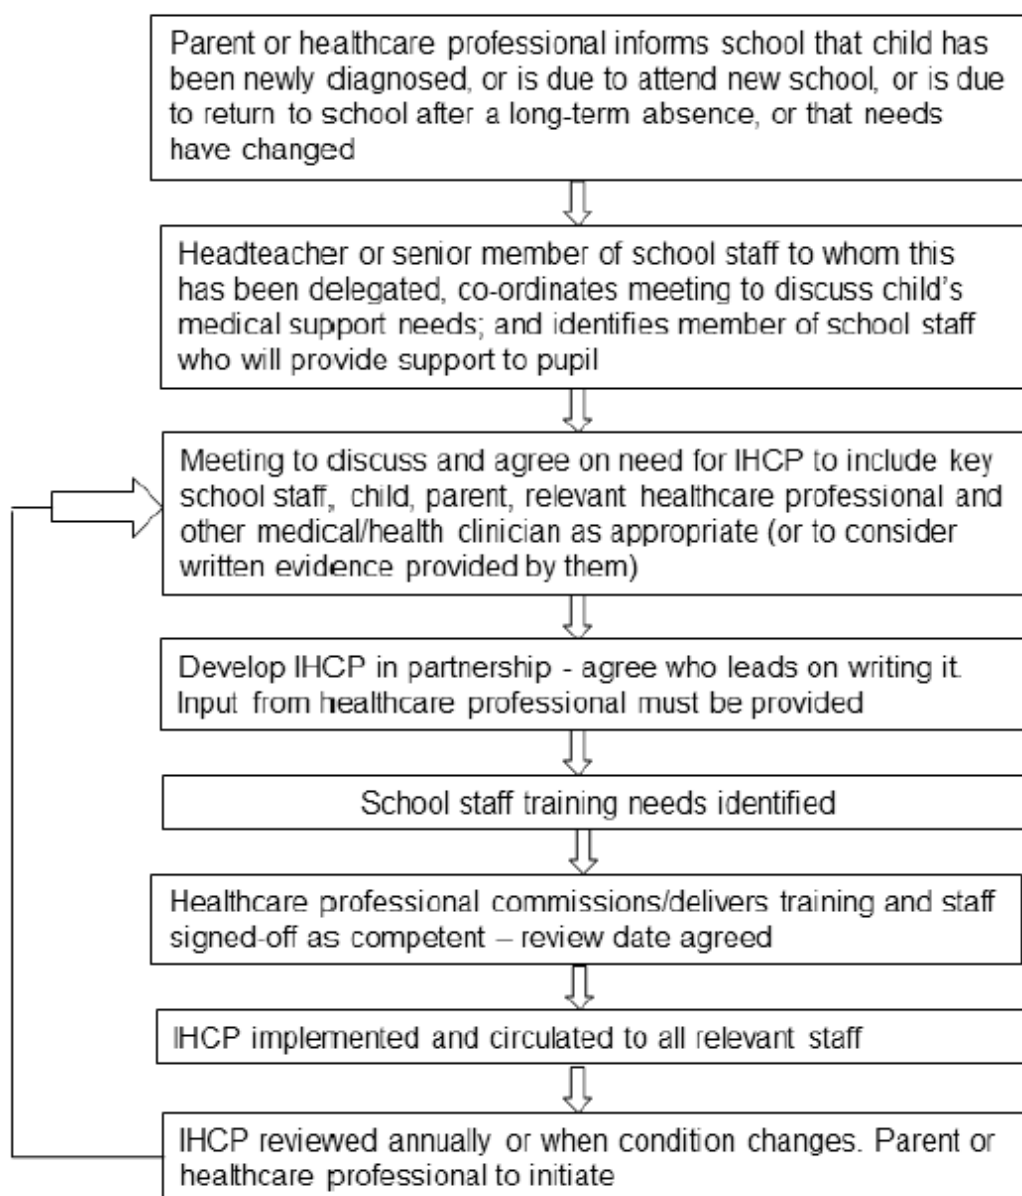 Parent or healthcare professional informs school that child has
been newly diagnosed, or is due to attend new school, or is due
to return to school after a long-term absence, or that needs
have changed
Headteacher or senior member of school staff to whom this
has been delegated, co-ordinates meeting to discuss child's
medical support needs; and identifies member of school staff
who will provide support to pupil
Meeting to discuss and agree on need for IHCP to include key
school staff, child, parent, relevant healthcare professional and
other medical/health clinician as appropriate (or to consider
written evidence provided by them)
Develop IHCP in partnership - agree who leads on writing it.
Input from healthcare professional must be provided
School staff training needs identified
Healthcare professional commissions/delivers training and staff
signed-off as competent – review date agreed
IHCP implemented and circulated to all relevant staff
IHCP reviewed annually or when condition changes. Parent or
healthcare professional to initiate